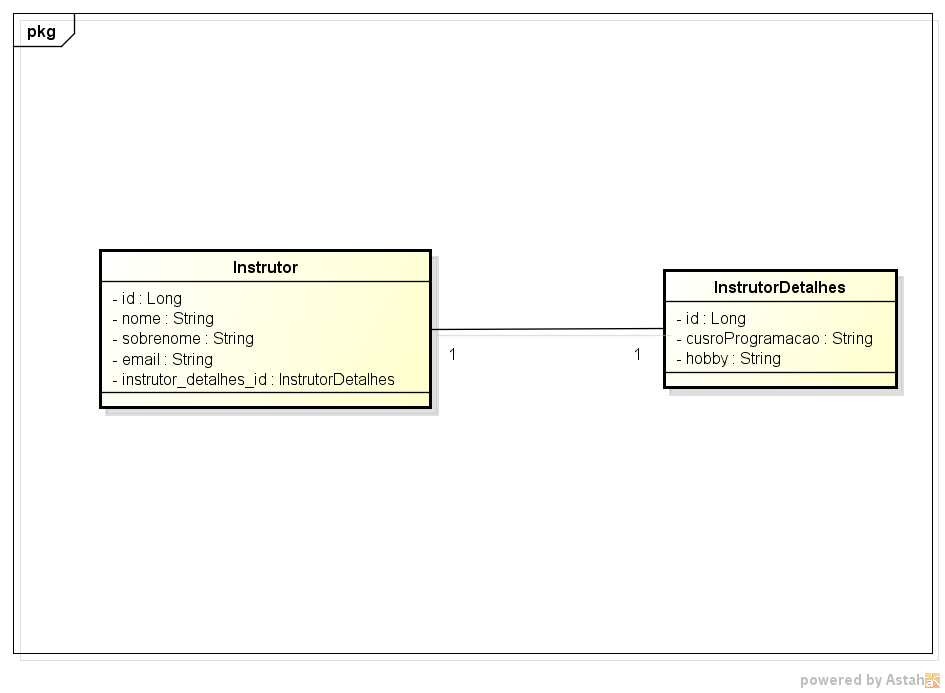 pkg
Instrutor
- id : Long
- nome : String
- sobrenome : String
- email : String
- instrutor_detalhes_id : InstrutorDetalhes
1
1
InstrutorDetalhes
- id : Long
- cusroProgramacao : String
- hobby : String
powered by Astah